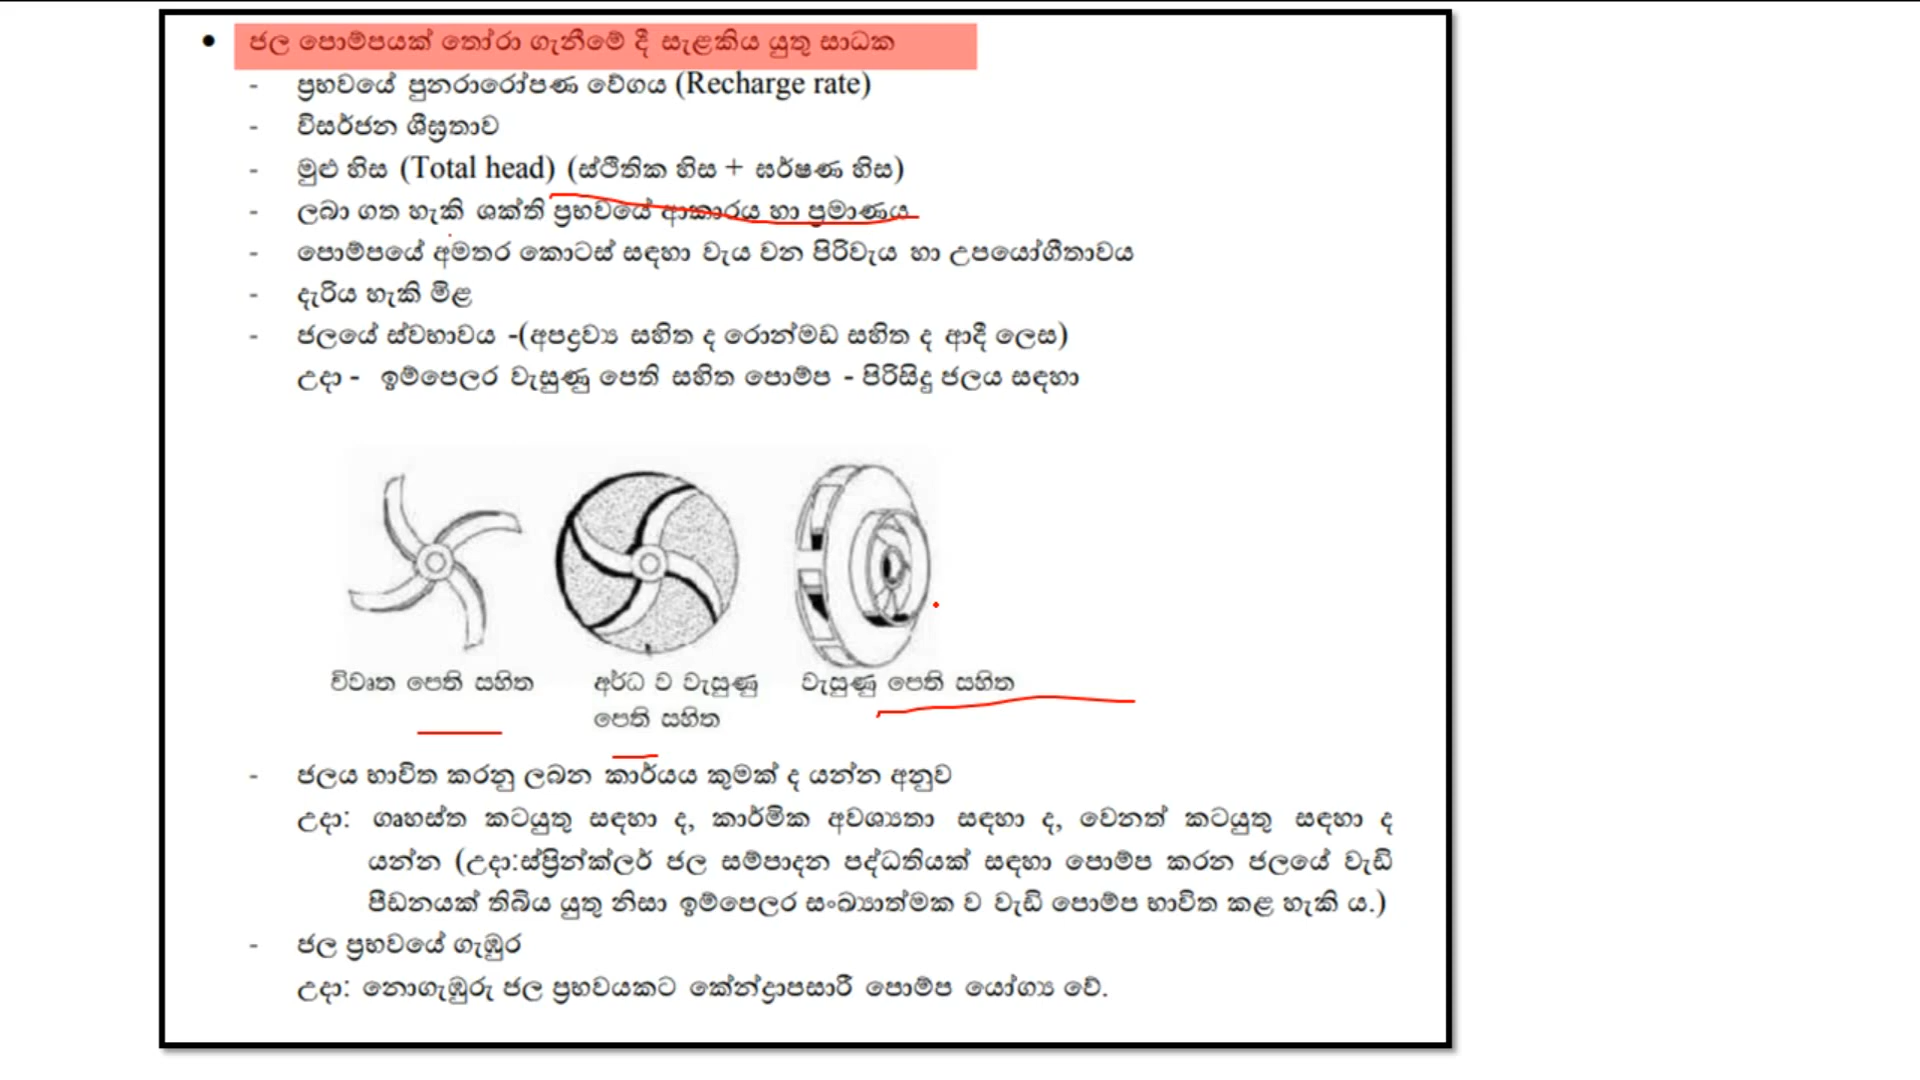 • ජල පොම්පයක් තෝරා ගැනීමේ දී සැළකිය යුතු සාධක
- ප්‍රභවයේ පුනරාරෝපණ වේගය (Recharge rate)
- විසර්ජන ශීඝ්‍රතාව
- මුළු හිස (Total head) (ස්ථිතික හිස + ඝර්ෂණ හිස)
- ලබා ගත හැකි ශක්ති ප්‍රභවයේ ආකාරය හා ප්‍රමාණය
- පොම්පයේ අමතර කොටස් සඳහා වැය වන පිරිවැය හා උපයෝගීතාවය
- දැරිය හැකි මිළ
- ජලයේ ස්වභාවය -(අපද්‍රව්‍ය සහිත ද රොන්මඩ සහිත ද ආදී ලෙස)
උදා - ඉම්පෙලර වැසුණු පෙති සහිත පොම්ප - පිරිසිදු ජලය සඳහා
විවෘත පෙති සහිත
අර්ධ ව වැසුණු
පෙති සහිත
වැසුණු පෙති සහිත
- ජලය භාවිත කරනු ලබන කාර්යය කුමක් ද යන්න අනුව
උදා: ගෘහස්ත කටයුතු සඳහා ද, කාර්මික අවශ්‍යතා සඳහා ද, වෙනත් කටයුතු සඳහා ද
යන්න (උදා:ස්ප්‍රින්ක්ලර් ජල සම්පාදන පද්ධතියක් සඳහා පොම්ප කරන ජලයේ වැඩි
පීඩනයක් තිබිය යුතු නිසා ඉම්පෙලර සංඛ්‍යාත්මක ව වැඩි පොම්ප භාවිත කළ හැකි ය.)
- ජල ප්‍රභවයේ ගැඹුර
උදා: නොගැඹුරු ජල ප්‍රභවයකට කේන්ද්‍රාපසාරී පොම්ප යෝග්‍ය වේ.